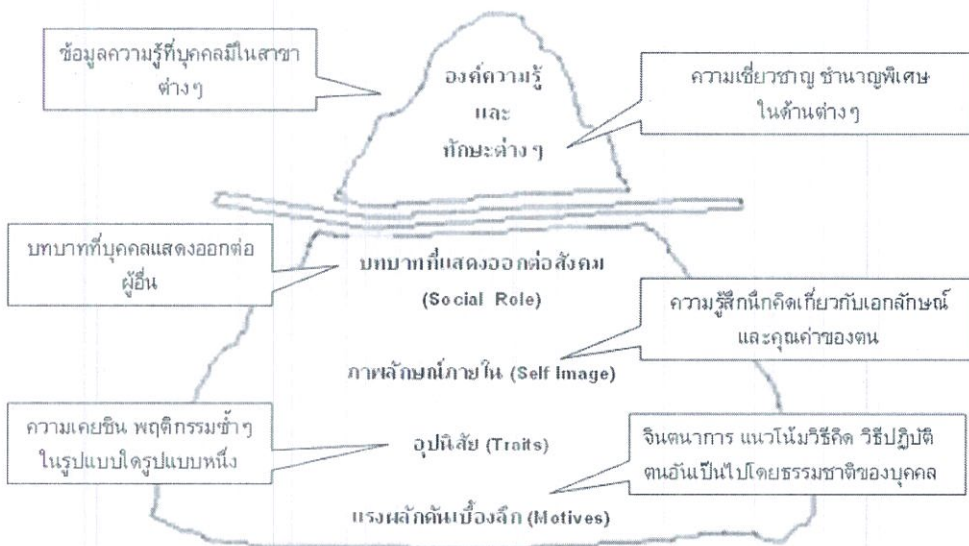 ข้อมูลความรู้ที่บุคคลมีในสาขา
ต่างๆ
องค์ความรู้
และ
ทักษะต่าง ๆ
ความเชี่ยวชาญ ชำนาญพิเศษ
ในด้านต่างๆ
บทบาทที่บุคคลแสดงออกต่อ
ผู้อื่น
บทบาทที่แสดงออกต่อสังคม
(Social Role)
ความรู้สึกนึกคิดเกี่ยวกับเอกลักษณ์
และคุณค่าของตน
ภาพลักษณ์ภายใน (Self Image)
ความเคยชิน พฤติกรรมซ้ำๆ
ในรูปแบบใดรูปแบบหนึ่ง
อุปนิสัย (Traits)
จินตนาการ แนวโน้มวิธีคิด วิธีปฏิบัติ
ตนอันเป็นไปโดยธรรมชาติของบุคคล
แรงผลักดันเบื้องลึก (Motives)